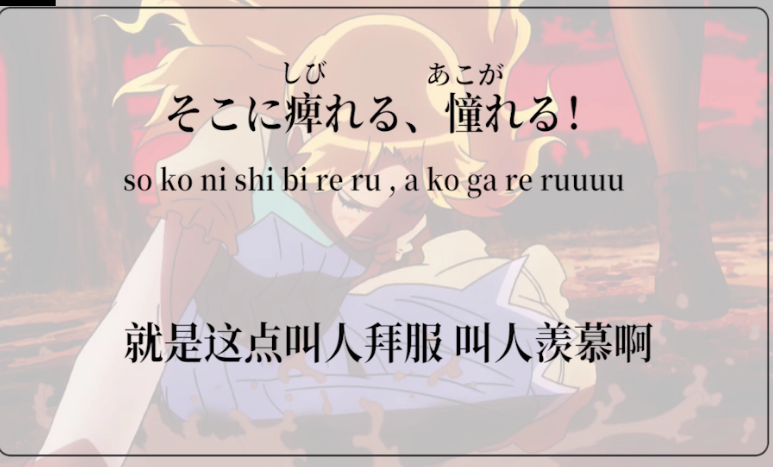 しび あこが
そこに痺れる、憧れる！
so ko ni shi bi re ru , a ko ga re ruuuu
就是这点叫人拜服 叫人羡慕啊